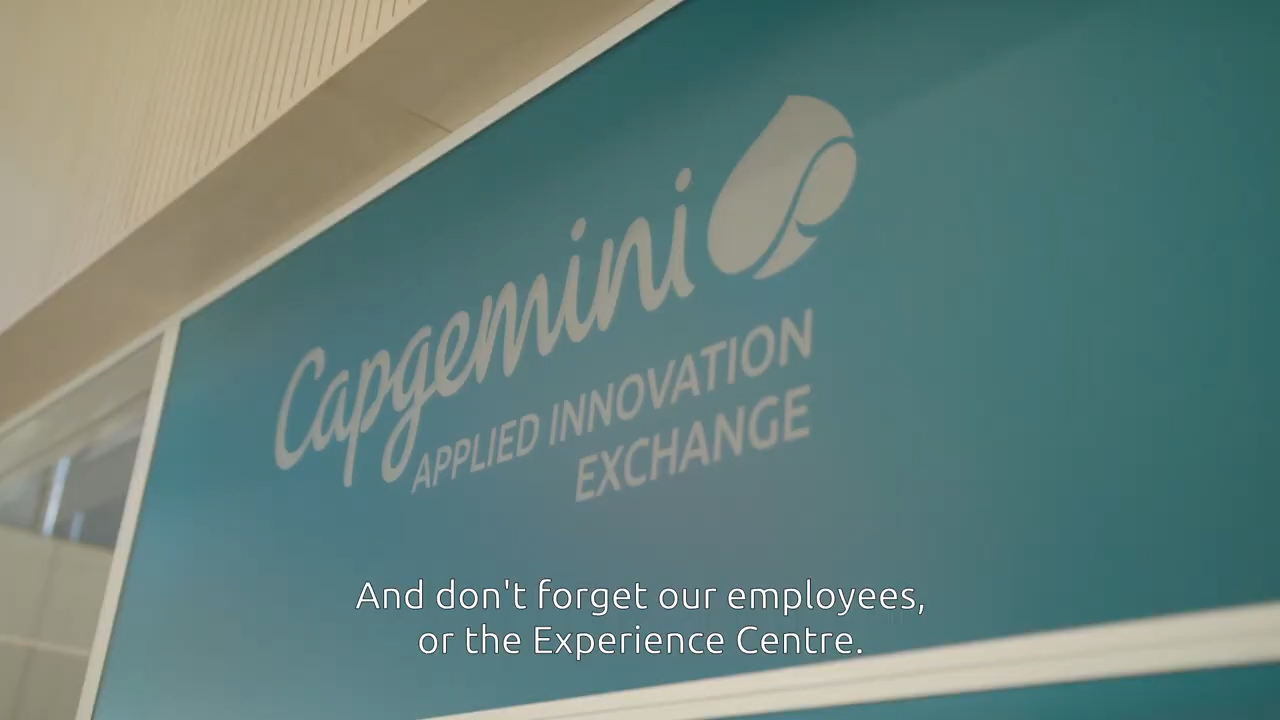 Capgemini
APPLIED INNOVATION
EXCHANGE
And don't forget our employees,
or the Experience Centre.